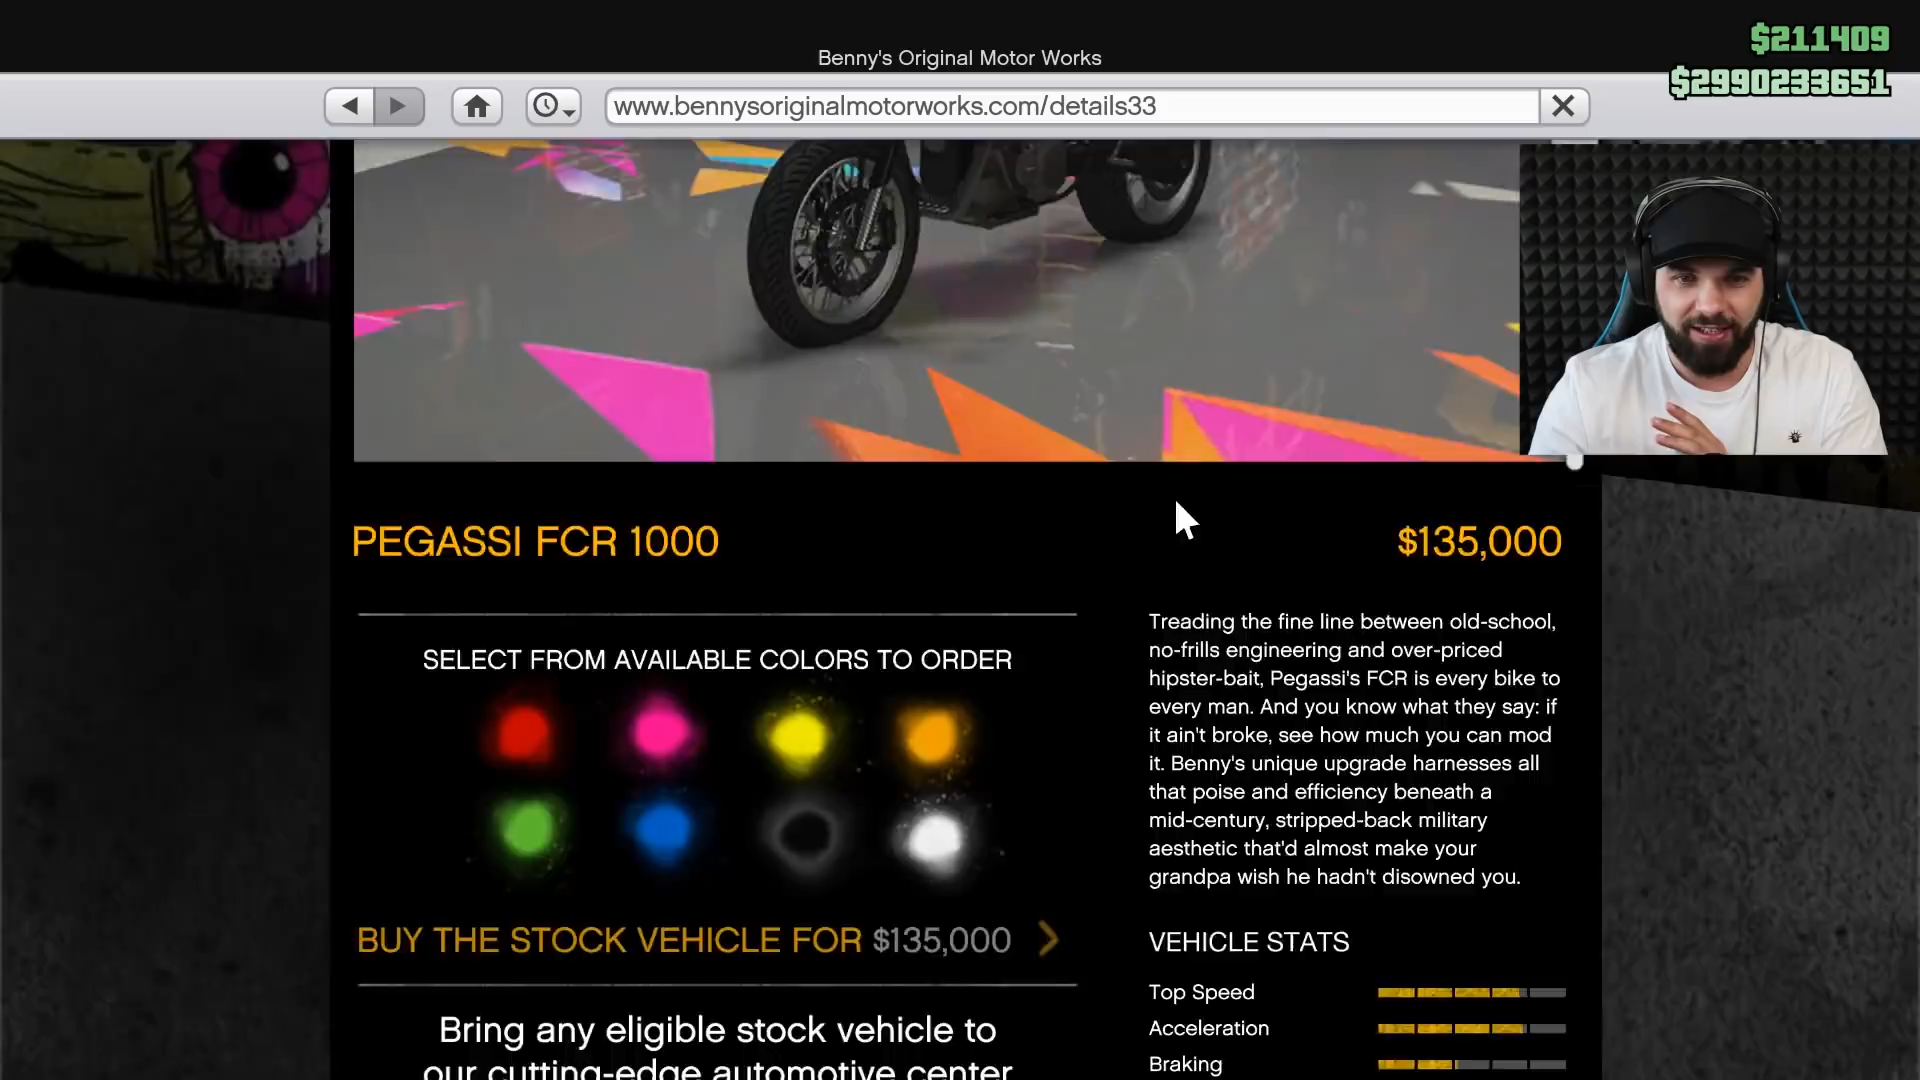 Benny's Original Motor Works
$211409
$2990233651
www.bennysoriginalmotorworks.com/details33
PEGASSI FCR 1000
$135,000
SELECT FROM AVAILABLE COLORS TO ORDER
BUY THE STOCK VEHICLE FOR $135,000
Bring any eligible stock vehicle to
our cutting-edge automotive center
Treading the fine line between old-school,
no-frills engineering and over-priced
hipster-bait, Pegassi's FCR is every bike to
every man. And you know what they say: if
it ain't broke, see how much you can mod
it. Benny's unique upgrade harnesses all
that poise and efficiency beneath a
mid-century, stripped-back military
aesthetic that'd almost make your
grandpa wish he hadn't disowned you.
VEHICLE STATS
Top Speed
Acceleration
Braking